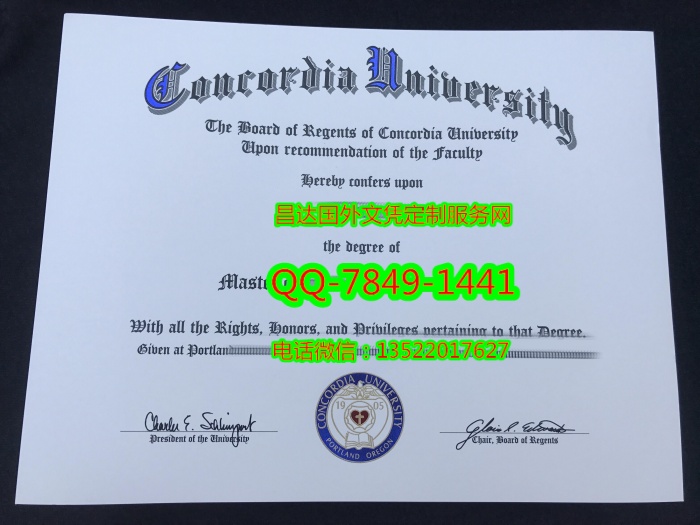 Concordia University
The Board of Regents of Concordia University
Upon recommendation of the Faculty
Hereby confers upon
昌达国外文凭定制服务网
the degree of
Maste
QQ-7849-1441
With all the Rights, Honors, and Privileges pertaining to that Degree.
Given at Portlan
电话微信：13522017627
CONCORDIA UNIVERSITY
1905
PORTLAND OREGON
President of the University
Chair, Board of Regents